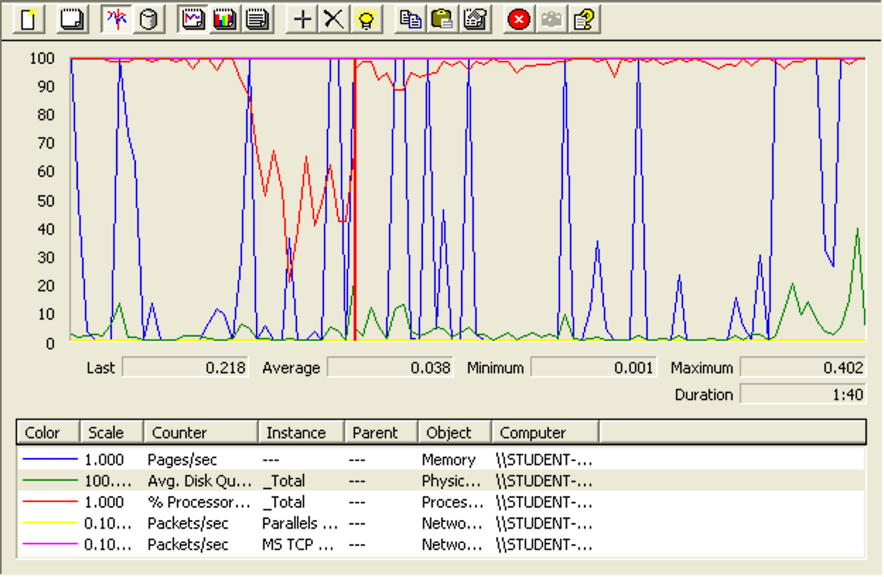 100
90
80
70
60
50
40
30
20
10
0
Last 0.218 Average 0.038 Minimum 0.001 Maximum 0.402
Duration 1:40
Color Scale Counter Instance Parent Object Computer
1.000 Pages/sec --- --- Memory \\STUDENT-...
100.... Avg. Disk Qu... _Total --- Physic... \\STUDENT-...
1.000 % Processor... _Total --- Proces... \\STUDENT-...
0.10... Packets/sec Parallels ... --- Netwo... \\STUDENT-...
0.10... Packets/sec MS TCP ... --- Netwo... \\STUDENT-...